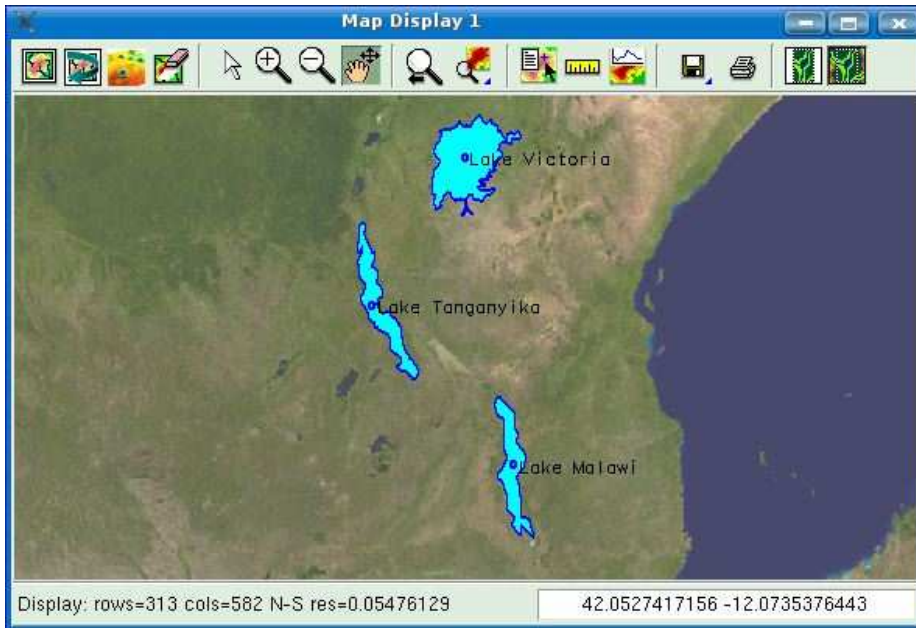 Map Display 1
Lake Victoria
Lake Tanganyika
Lake Malawi
Display: rows=313 cols=582 N-S res=0.05476129
42.0527417156 -12.0735376443